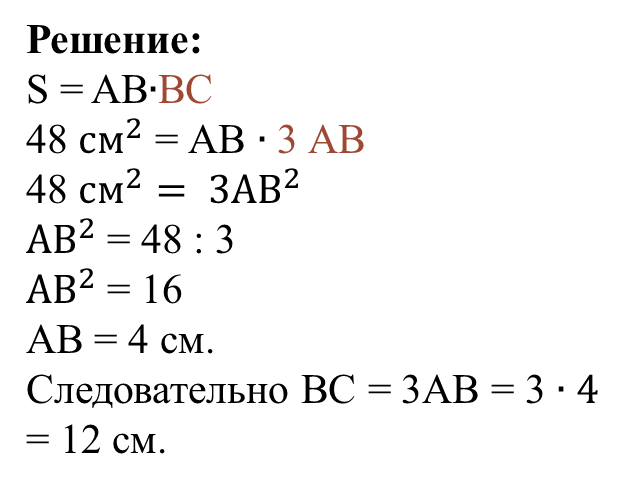 Решение:
S = AB·BC
48 см² = AB · 3 AB
48 см² = 3AB²
AB² = 48 : 3
AB² = 16
AB = 4 см.
Следовательно BC = 3AB = 3 · 4
= 12 см.